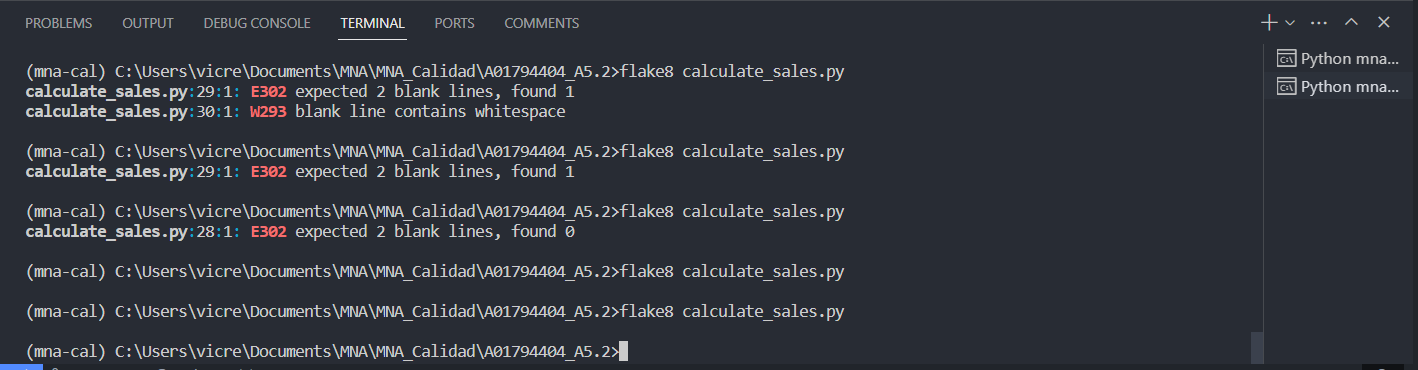 PROBLEMS OUTPUT DEBUG CONSOLE TERMINAL PORTS COMMENTS
(mna-cal) C:\Users\vicre\Documents\MNA\MNA_Calidad\A01794404_A5.2>flake8 calculate_sales.py
calculate_sales.py:29:1: E302 expected 2 blank lines, found 1
calculate_sales.py:30:1: W293 blank line contains whitespace
(mna-cal) C:\Users\vicre\Documents\MNA\MNA_Calidad\A01794404_A5.2>flake8 calculate_sales.py
calculate_sales.py:29:1: E302 expected 2 blank lines, found 1
(mna-cal) C:\Users\vicre\Documents\MNA\MNA_Calidad\A01794404_A5.2>flake8 calculate_sales.py
calculate_sales.py:28:1: E302 expected 2 blank lines, found 0
(mna-cal) C:\Users\vicre\Documents\MNA\MNA_Calidad\A01794404_A5.2>flake8 calculate_sales.py
(mna-cal) C:\Users\vicre\Documents\MNA\MNA_Calidad\A01794404_A5.2>flake8 calculate_sales.py
(mna-cal) C:\Users\vicre\Documents\MNA\MNA_Calidad\A01794404_A5.2>
Python mna...
Python mna...